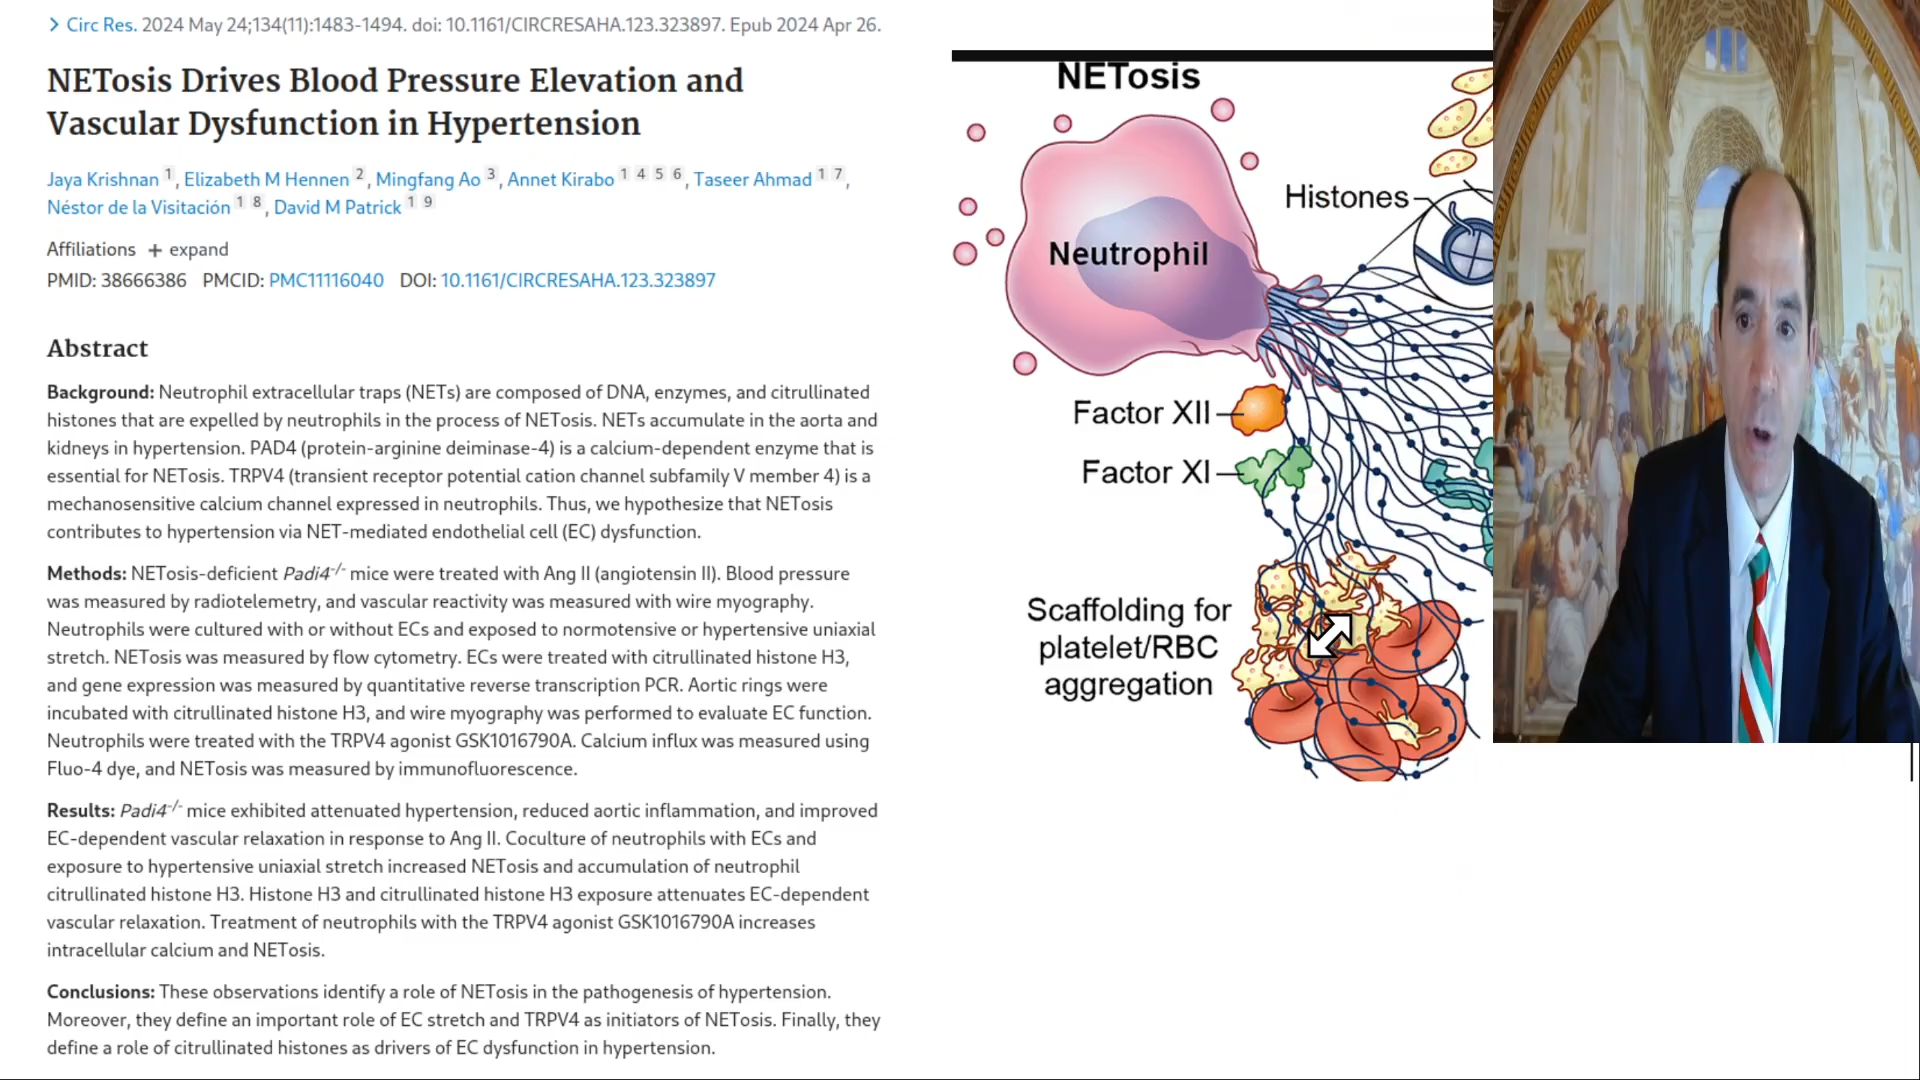 Circ Res. 2024 May 24;134(11):1483-1494. doi: 10.1161/CIRCRESAHA.123.323897. Epub 2024 Apr 26.
NETosis Drives Blood Pressure Elevation and
Vascular Dysfunction in Hypertension
Jaya Krishnan 1, Elizabeth M Hennen 2, Mingfang Ao 3, Annet Kirabo 1 4 5 6, Taseer Ahmad 1 7,
Néstor de la Visitación 1 8, David M Patrick 1 9
Affiliations + expand
PMID: 38666386 PMCID: PMC11116040 DOI: 10.1161/CIRCRESAHA.123.323897
Abstract
Background: Neutrophil extracellular traps (NETs) are composed of DNA, enzymes, and citrullinated
histones that are expelled by neutrophils in the process of NETosis. NETs accumulate in the aorta and
kidneys in hypertension. PAD4 (protein-arginine deiminase-4) is a calcium-dependent enzyme that is
essential for NETosis. TRPV4 (transient receptor potential cation channel subfamily V member 4) is a
mechanosensitive calcium channel expressed in neutrophils. Thus, we hypothesize that NETosis
contributes to hypertension via NET-mediated endothelial cell (EC) dysfunction.
Methods: NETosis-deficient Padi4-/- mice were treated with Ang II (angiotensin II). Blood pressure
was measured by radiotelemetry, and vascular reactivity was measured with wire myography.
Neutrophils were cultured with or without ECs and exposed to normotensive or hypertensive uniaxial
stretch. NETosis was measured by flow cytometry. ECs were treated with citrullinated histone H3,
and gene expression was measured by quantitative reverse transcription PCR. Aortic rings were
incubated with citrullinated histone H3, and wire myography was performed to evaluate EC function.
Neutrophils were treated with the TRPV4 agonist GSK1016790A. Calcium influx was measured using
Fluo-4 dye, and NETosis was measured by immunofluorescence.
Results: Padi4-/- mice exhibited attenuated hypertension, reduced aortic inflammation, and improved
EC-dependent vascular relaxation in response to Ang II. Coculture of neutrophils with ECs and
exposure to hypertensive uniaxial stretch increased NETosis and accumulation of neutrophil
citrullinated histone H3. Histone H3 and citrullinated histone H3 exposure attenuates EC-dependent
vascular relaxation. Treatment of neutrophils with the TRPV4 agonist GSK1016790A increases
intracellular calcium and NETosis.
Conclusions: These observations identify a role of NETosis in the pathogenesis of hypertension.
Moreover, they define an important role of EC stretch and TRPV4 as initiators of NETosis. Finally, they
define a role of citrullinated histones as drivers of EC dysfunction in hypertension.
NETosis
Histones
Neutrophil
Factor XII
Factor XI
Scaffolding for
platelet/RBC
aggregation